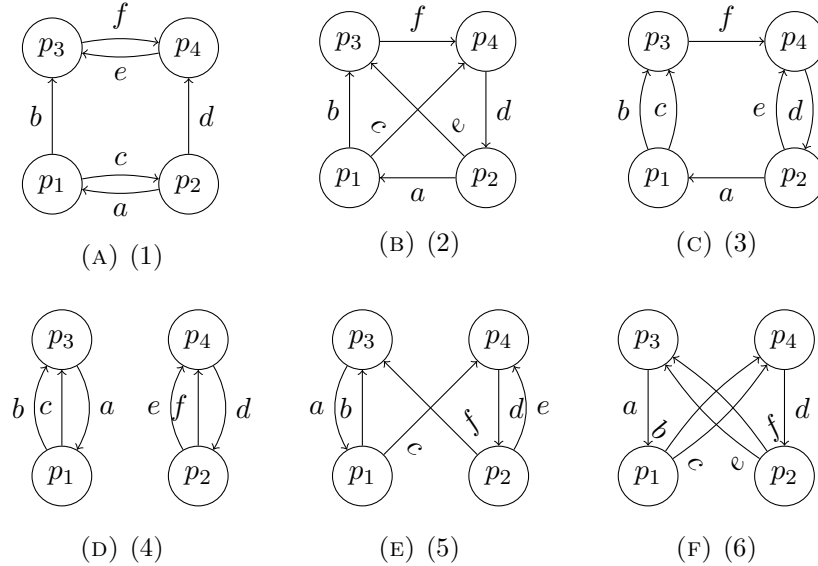 f
p3 p4
e
b d
c
p1 p2
a
(A) (1)
f
p3 p4
b c e d
p1 p2
a
(B) (2)
f
p3 p4
b c e d
p1 p2
a
(C) (3)
p3 p4
b c a e f d
p1 p2
(D) (4)
p3 p4
a b c f d e
p1 p2
(E) (5)
p3 p4
a b c e f d
p1 p2
(F) (6)